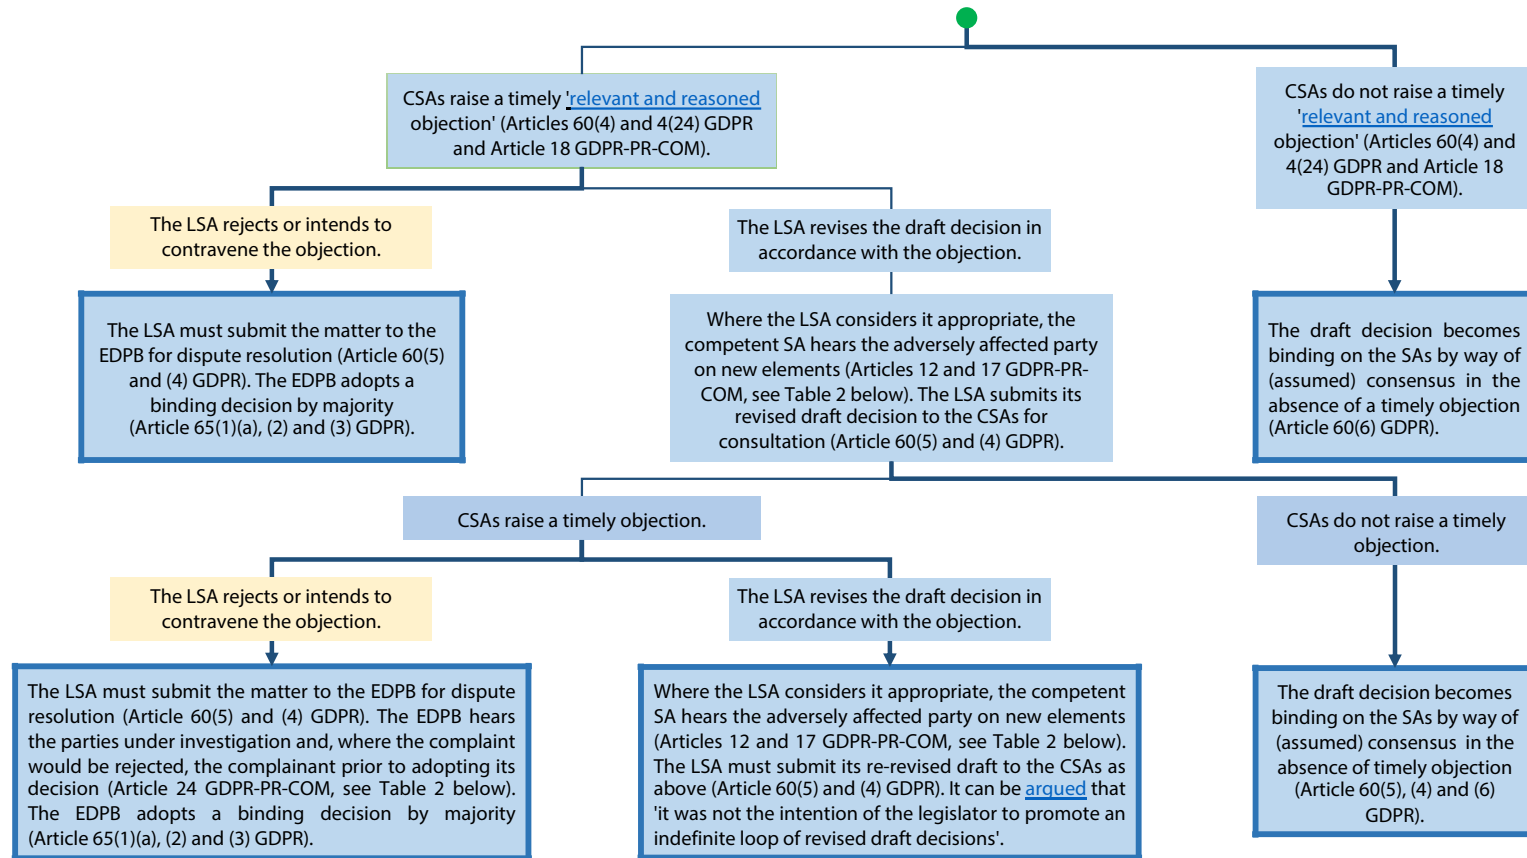 CSAs raise a timely 'relevant and reasoned
objection' (Articles 60(4) and 4(24) GDPR
and Article 18 GDPR-PR-COM).
CSAs do not raise a timely
'relevant and reasoned
objection' (Articles 60(4) and
4(24) GDPR and Article 18
GDPR-PR-COM).
The LSA rejects or intends to
contravene the objection.
The LSA revises the draft decision in
accordance with the objection.
The LSA must submit the matter to the
EDPB for dispute resolution (Article 60(5)
and (4) GDPR). The EDPB adopts a
binding decision by majority
(Article 65(1)(a), (2) and (3) GDPR).
Where the LSA considers it appropriate, the
competent SA hears the adversely affected party
on new elements (Articles 12 and 17 GDPR-PR-
COM, see Table 2 below). The LSA submits its
revised draft decision to the CSAs for
consultation (Article 60(5) and (4) GDPR).
The draft decision becomes
binding on the SAs by way of
(assumed) consensus in the
absence of a timely objection
(Article 60(6) GDPR).
CSAs raise a timely objection.
CSAs do not raise a timely
objection.
The LSA rejects or intends to
contravene the objection.
The LSA revises the draft decision in
accordance with the objection.
The LSA must submit the matter to the EDPB for dispute
resolution (Article 60(5) and (4) GDPR). The EDPB hears
the parties under investigation and, where the complaint
would be rejected, the complainant prior to adopting its
decision (Article 24 GDPR-PR-COM, see Table 2 below).
The EDPB adopts a binding decision by majority
(Article 65(1)(a), (2) and (3) GDPR).
Where the LSA considers it appropriate, the competent
SA hears the adversely affected party on new elements
(Articles 12 and 17 GDPR-PR-COM, see Table 2 below).
The LSA must submit its re-revised draft to the CSAs as
above (Article 60(5) and (4) GDPR). It can be argued that
'it was not the intention of the legislator to promote an
indefinite loop of revised draft decisions'.
The draft decision becomes
binding on the SAs by way of
(assumed) consensus in the
absence of timely objection
(Article 60(5), (4) and (6)
GDPR).